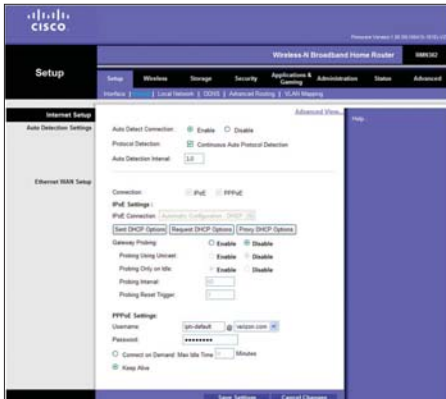 CISCO
Wireless-N Broadband Home Router
Setup
Setup Wireless Storage Security Applications & Gaming Administration Status Advanced
Interface | | Local Network | DDNS | Advanced Routing | VLAN Mapping
Internet Setup
Advanced View...
Help...
Auto Detection Settings
Auto Detect Connection: Enable Disable
Protocol Detection: Continuous Auto Protocol Detection
Auto Detection Interval:
Ethernet WAN Setup
Connection: IPoE PPPoE
IPoE Settings :
IPoE Connection: Automatic Configuration - DHCP
Sent DHCP Options Request DHCP Options Proxy DHCP Options
Gateway Probing: Enable Disable
Probing Using Unicast: Enable Disable
Probing Only on Idle: Enable Disable
Probing Interval:
Probing Reset Trigger:
PPPoE Settings:
Username: @ verizon.com
Password: ••••••••
Connect on Demand: Max Idle Time Minutes
Keep Alive
Save Settings Cancel Changes